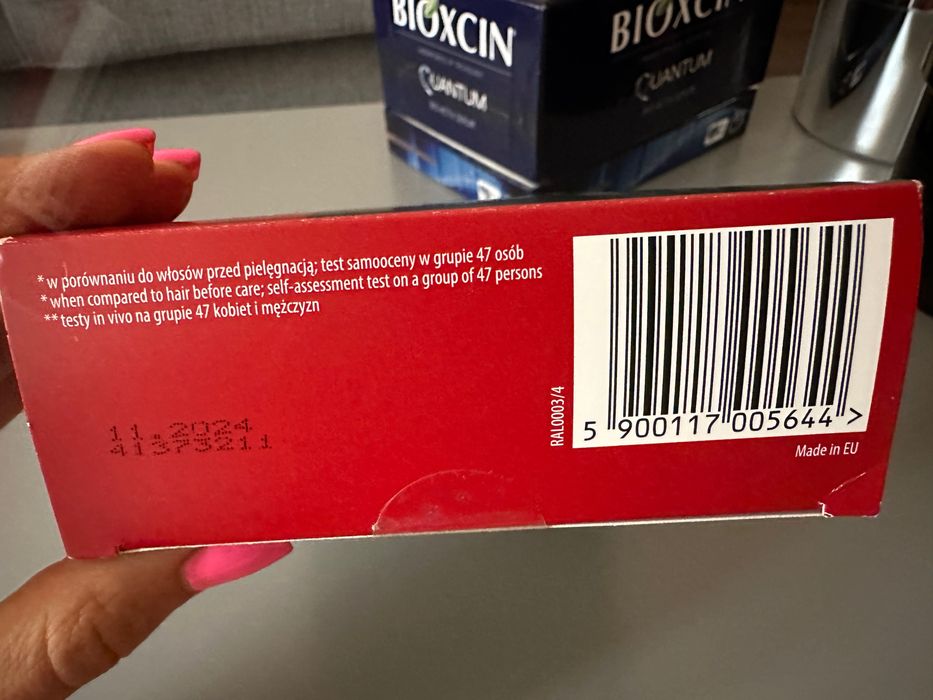 BIOXCIN
QUANTUM
BIOXCIN
QUANTUM
* w porównaniu do włosów przed pielęgnacją; test samooceny w grupie 47 osób
* when compared to hair before care; self-assessment test on a group of 47 persons
** testy in vivo na grupie 47 kobiet i mężczyzn
11.2024
41373211
RAL0003/4
5 900117 005644 >
Made in EU